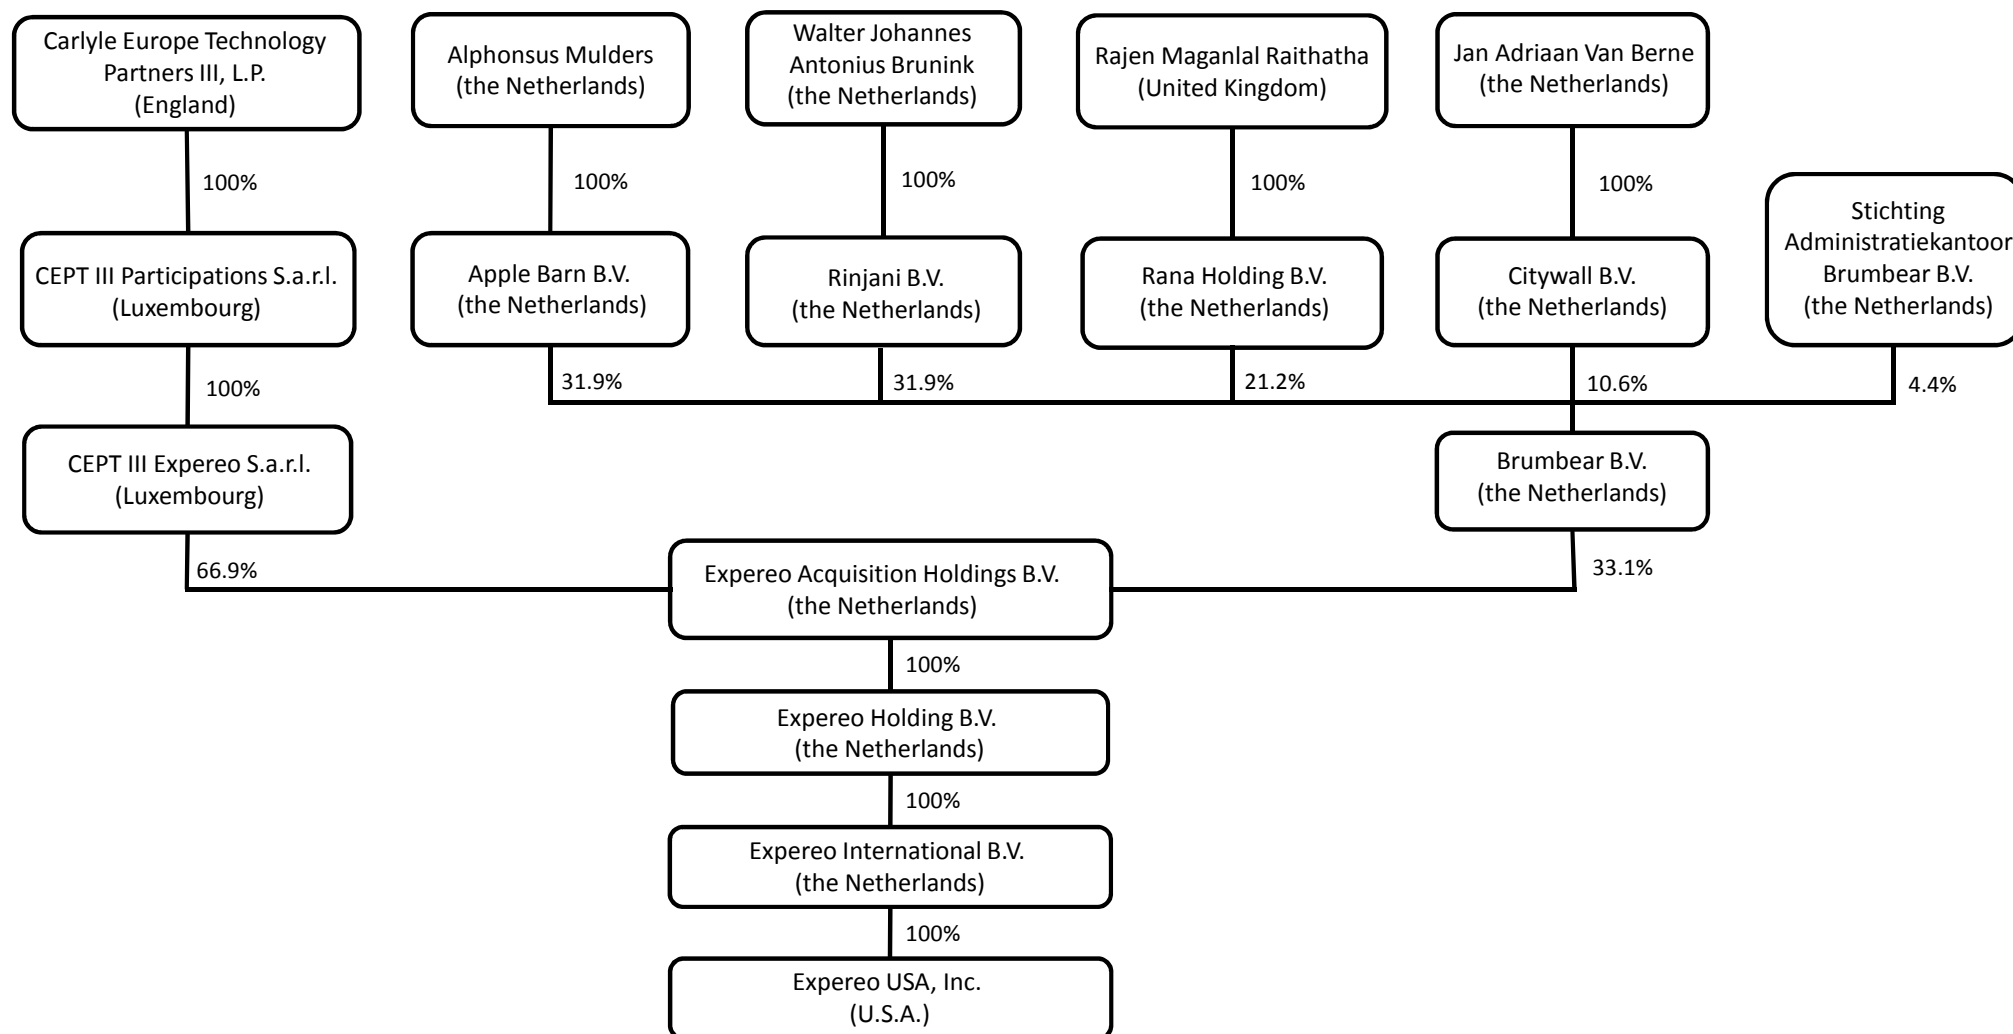 Carlyle Europe Technology
Partners III, L.P.
(England)
Alphonsus Mulders
(the Netherlands)
Walter Johannes
Antonius Brunink
(the Netherlands)
Rajen Maganlal Raithatha
(United Kingdom)
Jan Adriaan Van Berne
(the Netherlands)
100%
100%
100%
100%
100%
Stichting
Administratiekantoor
Brumbear B.V.
(the Netherlands)
CEPT III Participations S.a.r.l.
(Luxembourg)
Apple Barn B.V.
(the Netherlands)
Rinjani B.V.
(the Netherlands)
Rana Holding B.V.
(the Netherlands)
Citywall B.V.
(the Netherlands)
100%
31.9%
31.9%
21.2%
10.6%
4.4%
CEPT III Expereo S.a.r.l.
(Luxembourg)
Brumbear B.V.
(the Netherlands)
66.9%
Expereo Acquisition Holdings B.V.
(the Netherlands)
33.1%
100%
Expereo Holding B.V.
(the Netherlands)
100%
Expereo International B.V.
(the Netherlands)
100%
Expereo USA, Inc.
(U.S.A.)